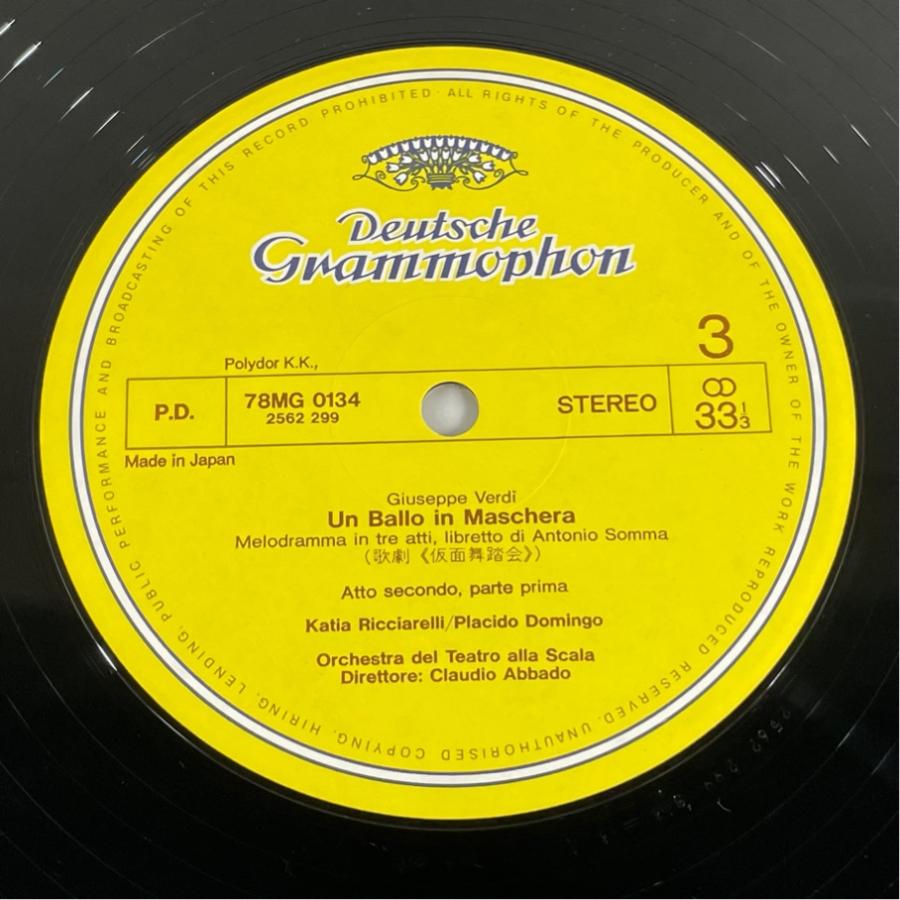 ALL RIGHTS OF THE PRODUCER AND OF THE OWNER OF THE WORK REPRODUCED RESERVED. UNAUTHORISED COPYING, HIRING, LENDING, PUBLIC PERFORMANCE AND BROADCASTING OF THIS RECORD PROHIBITED ·
Deutsche
Grammophon
3
Polydor K.K.,
P.D.
78MG 0134
2562 299
STEREO
33 1/3
Made in Japan
Giuseppe Verdi
Un Ballo in Maschera
Melodramma in tre atti, libretto di Antonio Somma
(歌劇《仮面舞踏会》)
Atto secondo, parte prima
Katia Ricciarelli/Placido Domingo
Orchestra del Teatro alla Scala
Direttore: Claudio Abbado